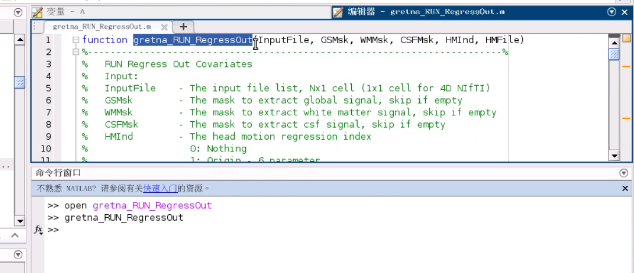 变量 - A
编辑器 - gretna_RUN_RegressOut.m
gretna_RUN_RegressOut.m
1 function gretna_RUN_RegressOut(InputFile, GSMsk, WMMsk, CSFMsk, HMInd, HMFile)
2 %-----------------------------------------------------------------%
3 % RUN Regress Out Covariates
4 % Input:
5 % InputFile - The input file list, Nx1 cell (1x1 cell for 4D NIfTI)
6 % GSMsk - The mask to extract global signal, skip if empty
7 % WMMsk - The mask to extract white matter signal, skip if empty
8 % CSFMsk - The mask to extract csf signal, skip if empty
9 % HMInd - The head motion regression index
10 % 0: Nothing
11 % 1: Origin - 6 parameter
命令行窗口
不熟悉 MATLAB? 请参阅有关快速入门的资源。
>> open gretna_RUN_RegressOut
>> gretna_RUN_RegressOut
fx >>